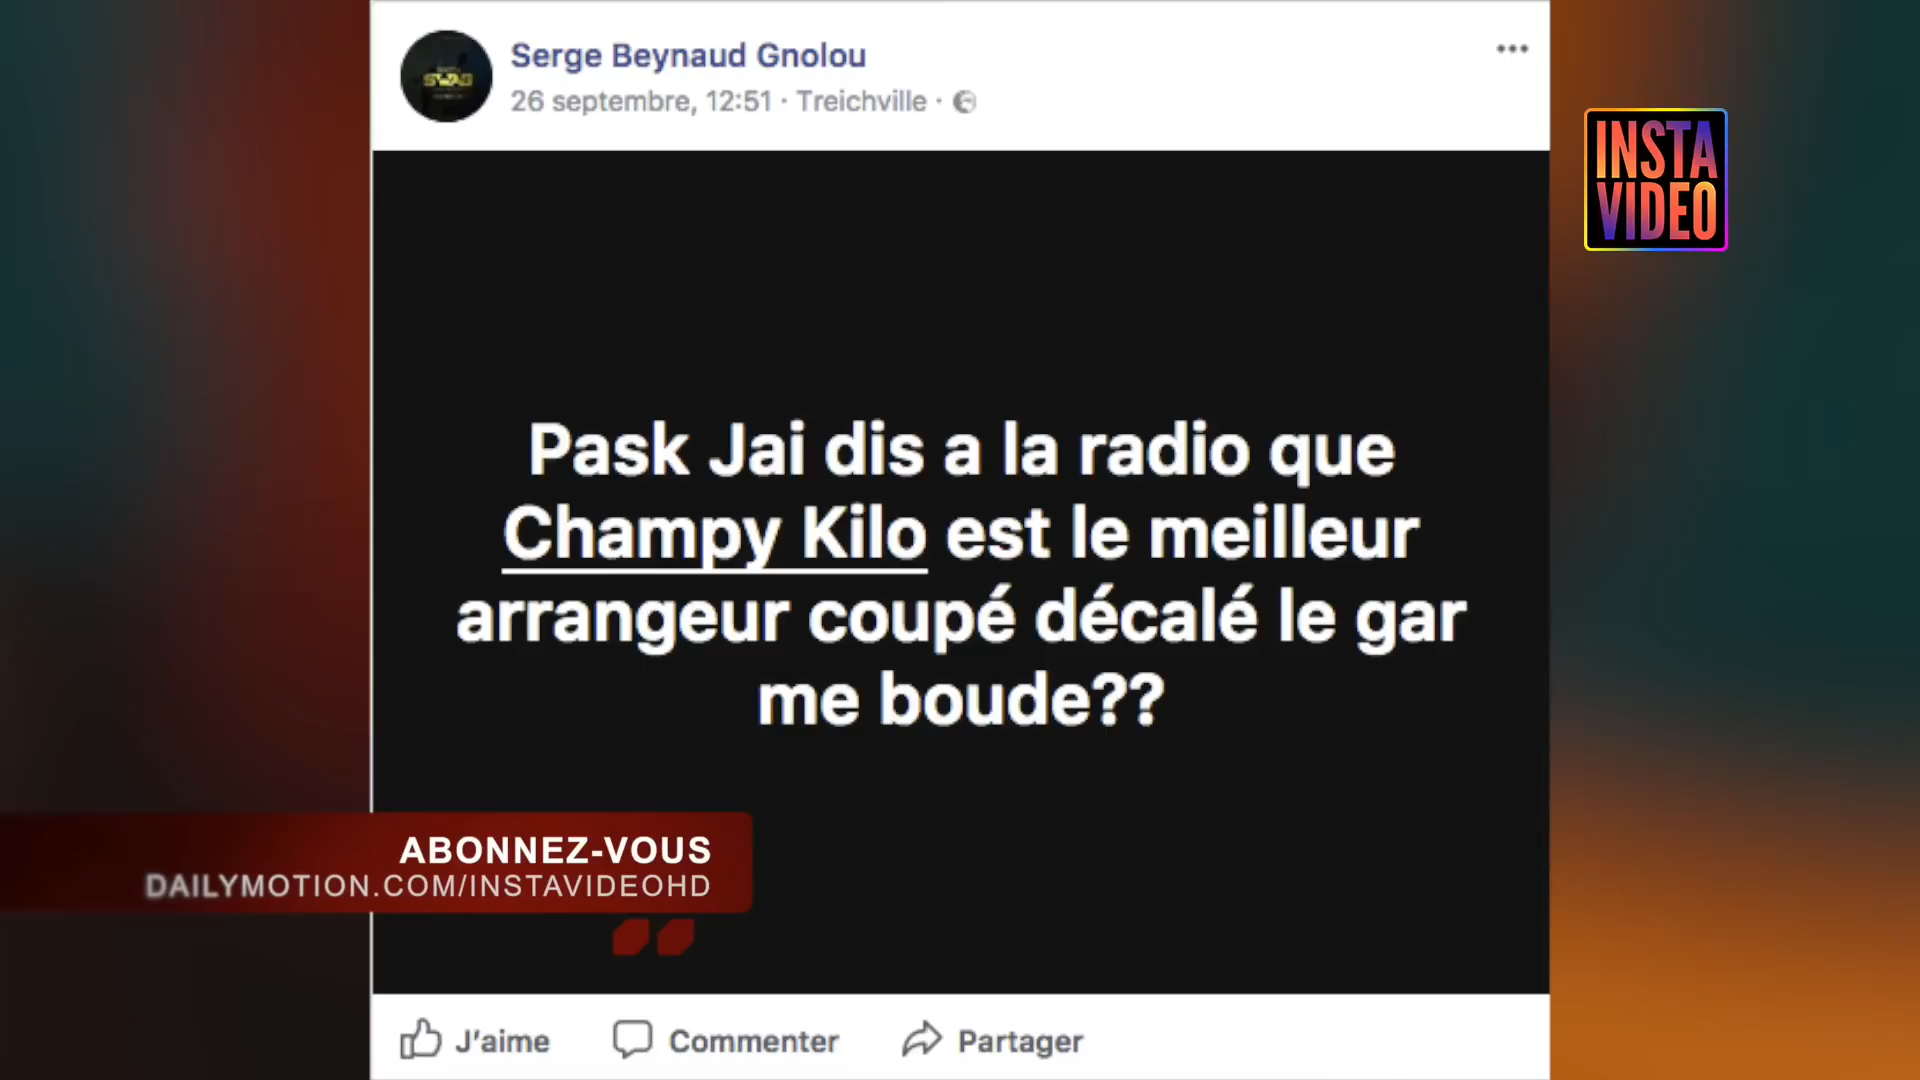 Serge Beynaud Gnolou
26 septembre, 12:51 · Treichville ·
SWAG
INSTA
VIDEO
Pask Jai dis a la radio que
Champy Kilo est le meilleur
arrangeur coupé décalé le gar
me boude??
ABONNEZ-VOUS
DAILYMOTION.COM/INSTAVIDEOHD
J'aime
Commenter
Partager